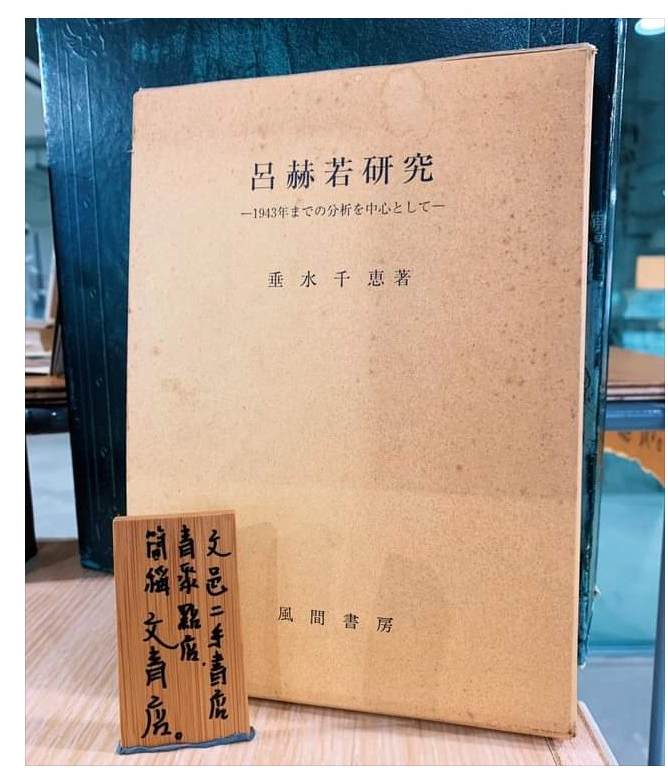 呂赫若研究
―1943年までの分析を中心として―
垂水千恵著
風間書房
文邑二手書店
青聚點店
簡稱文青店。